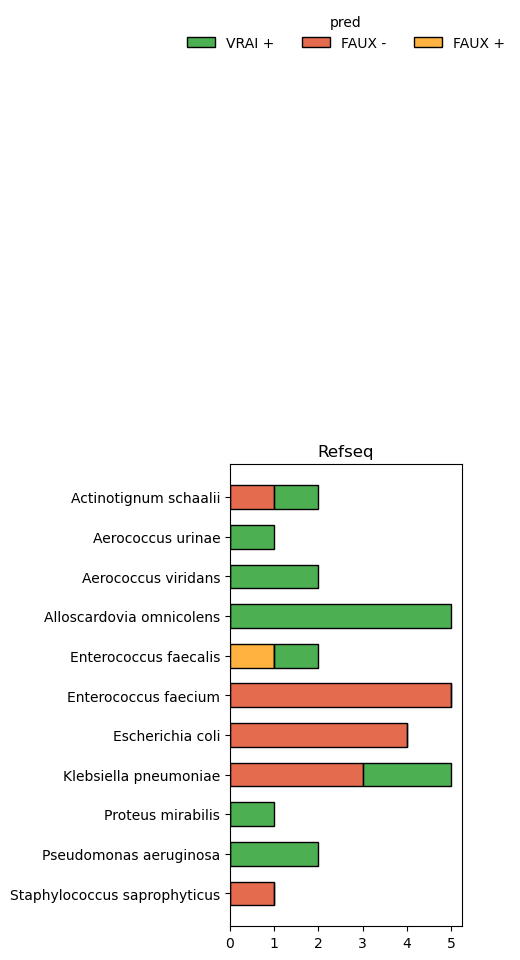 pred
VRAI + FAUX - FAUX +
Refseq
Actinotignum schaalii
Aerococcus urinae
Aerococcus viridans
Alloscardovia omnicolens
Enterococcus faecalis
Enterococcus faecium
Escherichia coli
Klebsiella pneumoniae
Proteus mirabilis
Pseudomonas aeruginosa
Staphylococcus saprophyticus
0 1 2 3 4 5